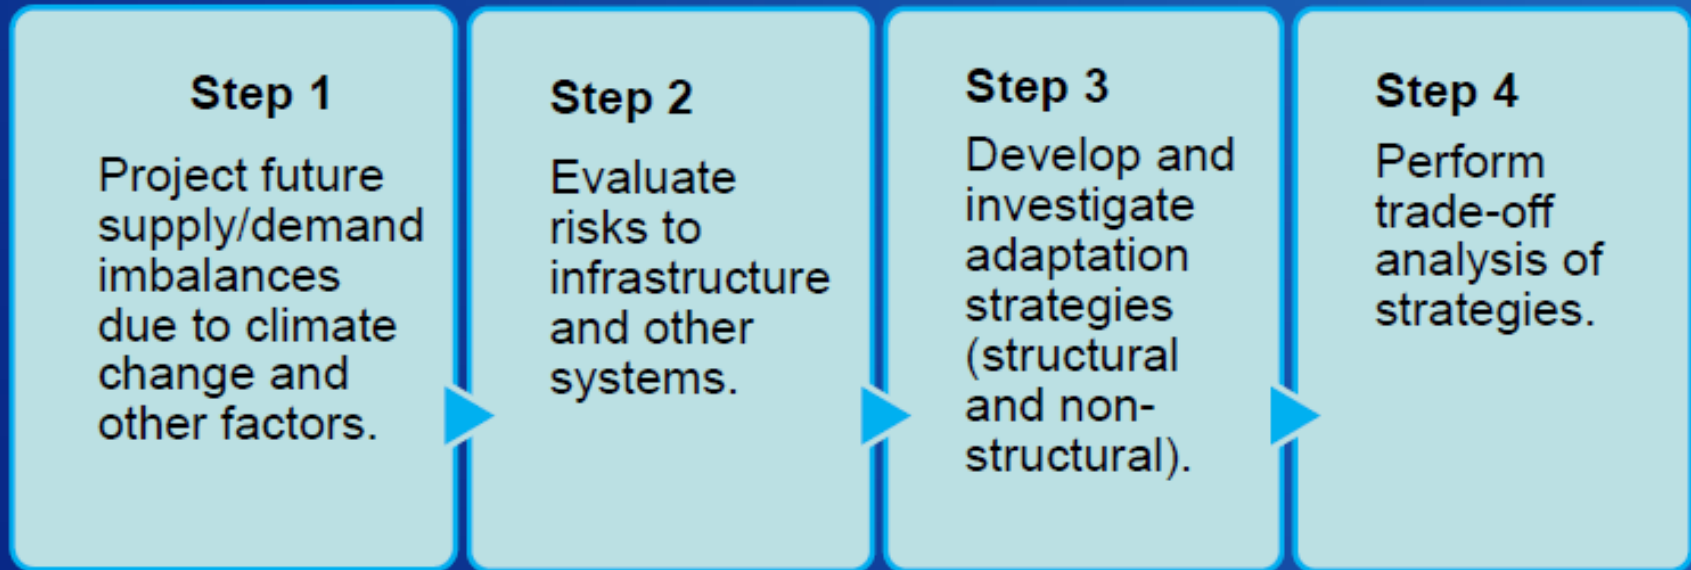 Step 1
Project future
supply/demand
imbalances
due to climate
change and
other factors.
Step 2
Evaluate
risks to
infrastructure
and other
systems.
Step 3
Develop and
investigate
adaptation
strategies
(structural
and non-
structural).
Step 4
Perform
trade-off
analysis of
strategies.